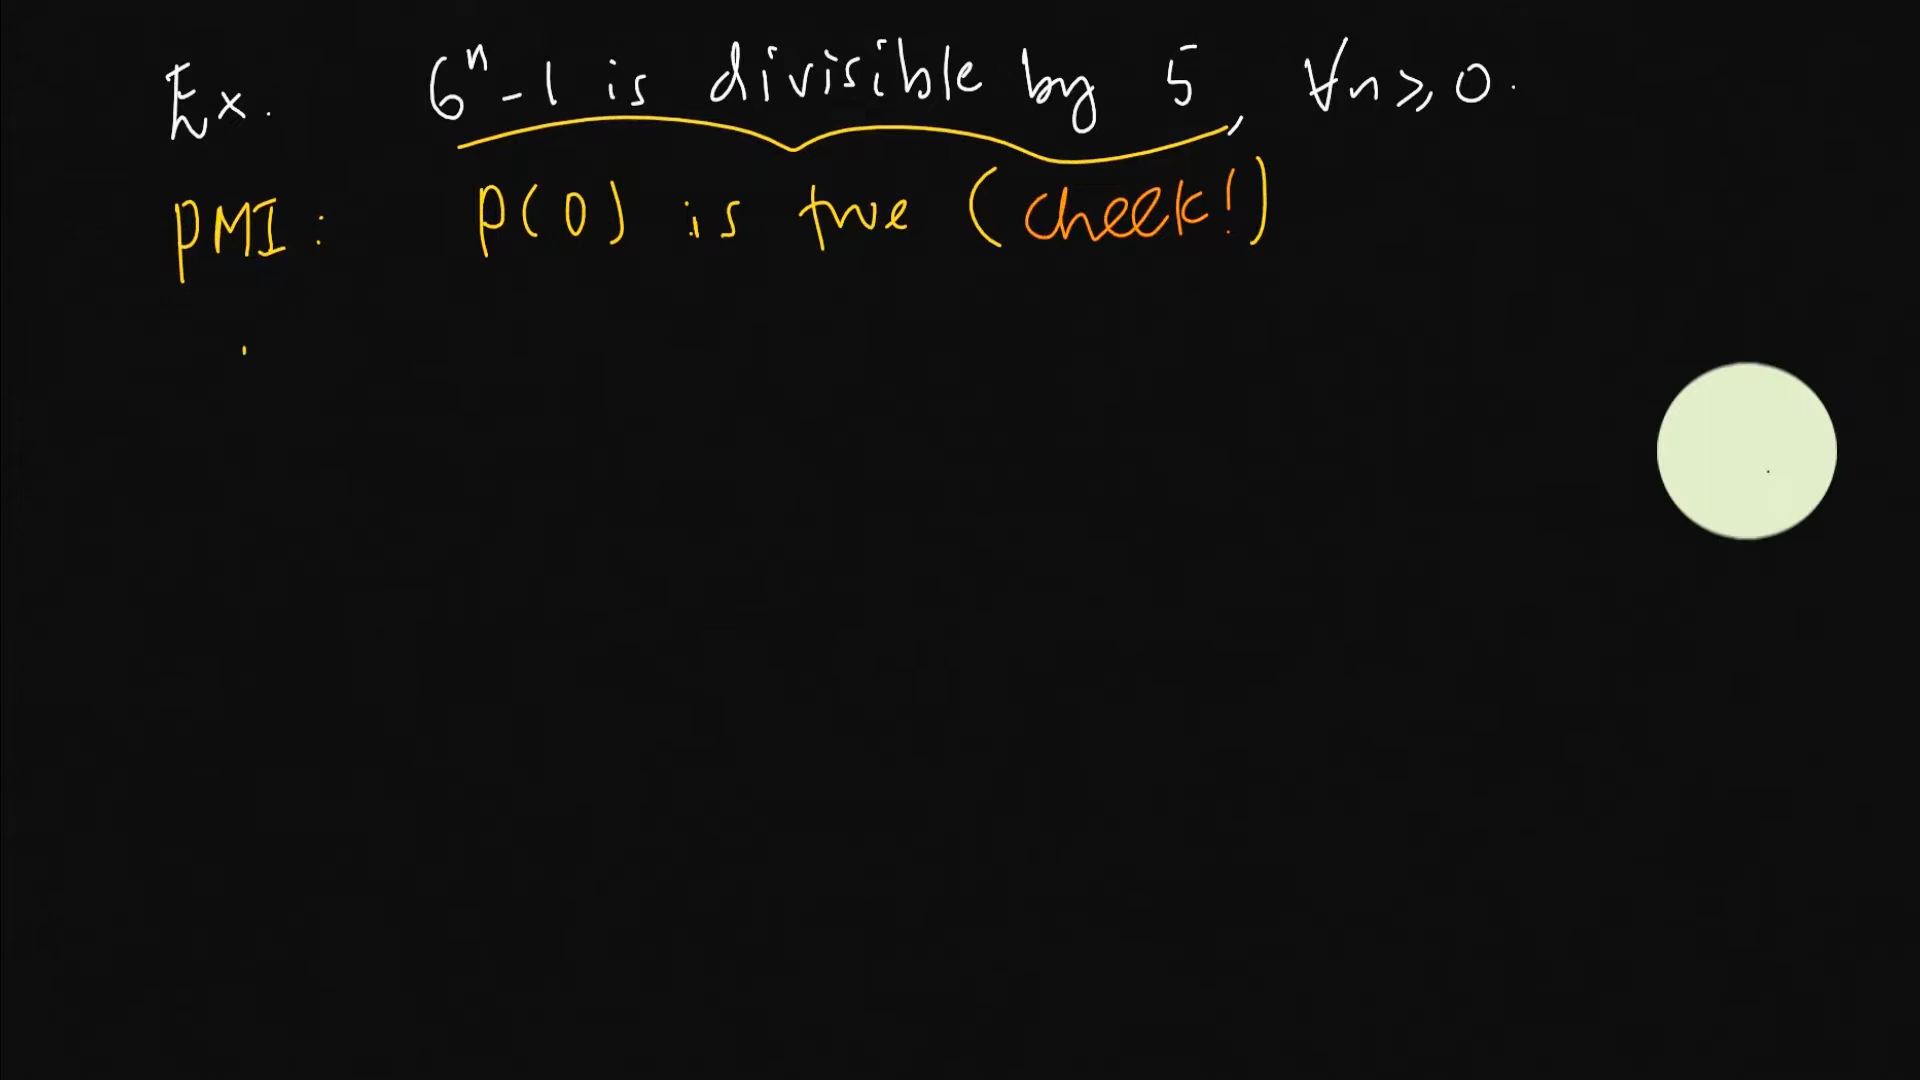 Ex. 6ⁿ-1 is divisible by 5, ∀n⩾0.
PMI: P(0) is true (check!)